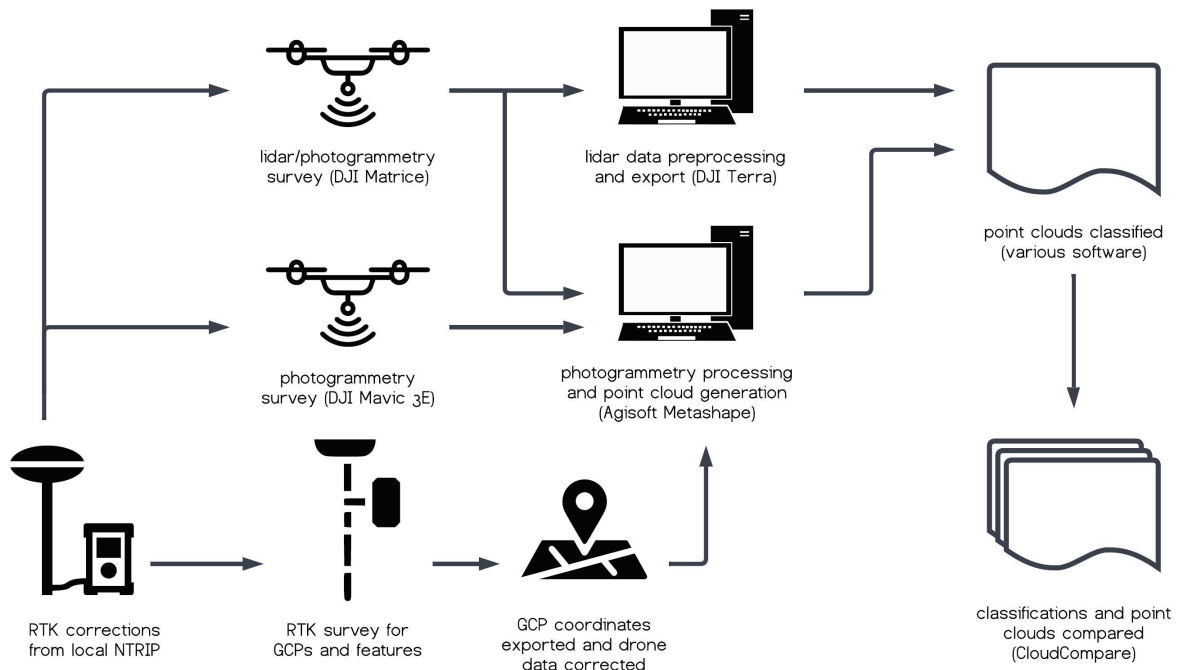 lidar/photogrammetry
survey (DJI Matrice)
lidar data preprocessing
and export (DJI Terra)
point clouds classified
(various software)
photogrammetry
survey (DJI Mavic 3E)
photogrammetry processing
and point cloud generation
(Agisoft Metashape)
RTK corrections
from local NTRIP
RTK survey for
GCPs and features
GCP coordinates
exported and drone
data corrected
classifications and point
clouds compared
(CloudCompare)